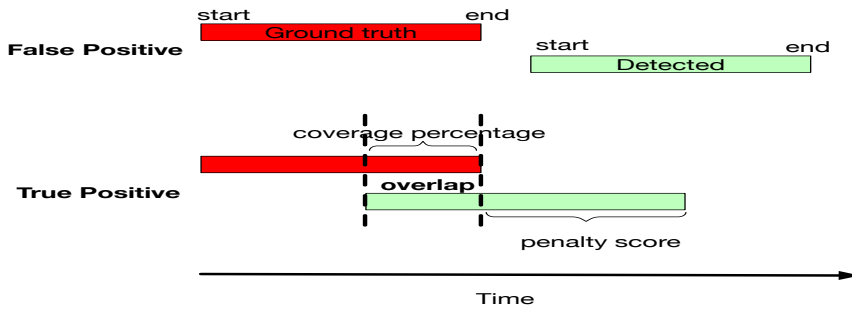 start end
False Positive
Ground truth
start end
Detected
coverage percentage
True Positive
overlap
penalty score
Time